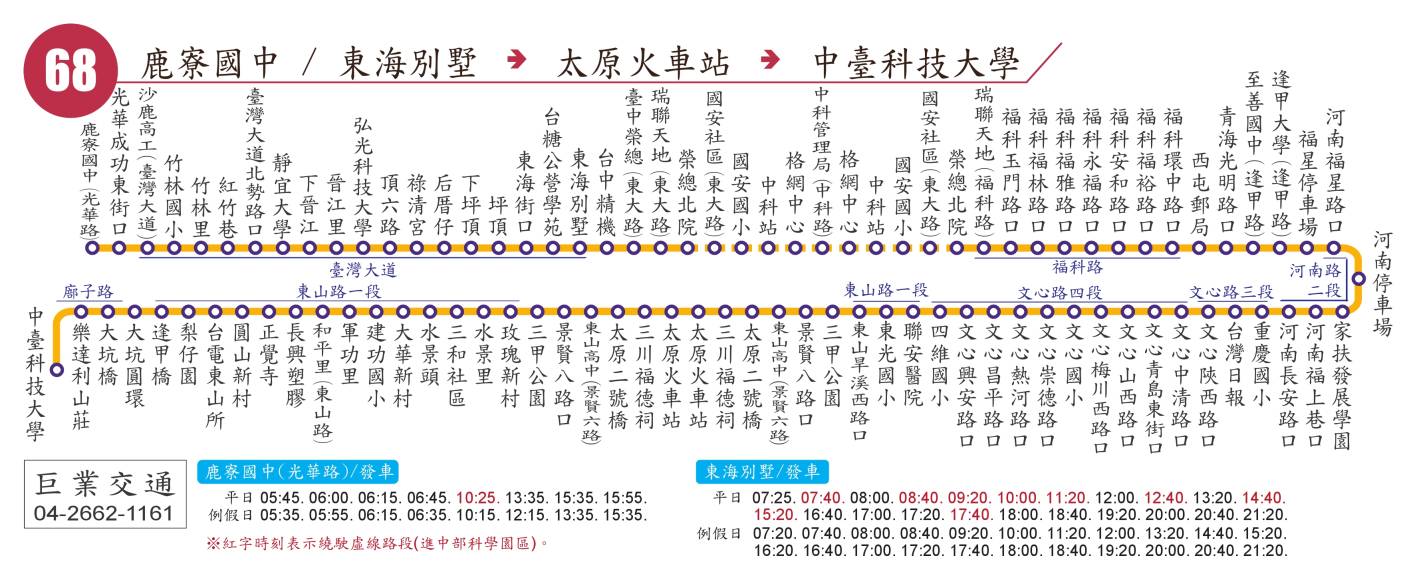 68
鹿寮國中 / 東海別墅 ➔ 太原火車站 ➔ 中臺科技大學
鹿寮國中(光華路)
光華成功東街口
沙鹿高工(臺灣大道)
竹林國小
竹林里
紅竹巷
臺灣大道北勢路口
靜宜大學
下晉江
晉江里
弘光科技大學
頂六路
祿清宮
后厝仔
下坪頂
坪頂
東海街口
台糖公營學苑
東海別墅
台中精機
臺中榮總(東大路)
瑞聯天地(東大路)
榮總北院
國安社區(東大路)
國安國小
中科站
格網中心
中科管理局(中科路)
格網中心
中科站
國安國小
國安社區(東大路)
榮總北院
瑞聯天地(福科路)
福科玉門路口
福科福林路口
福科福雅路口
福科永福路口
福科安和路口
福科福裕路口
福科環中路口
西屯郵局
青海光明路口
至善國中(逢甲路)
逢甲大學(逢甲路)
福星停車場
河南福星路口
河南停車場
臺灣大道
福科路
河南路二段
廍子路
東山路一段
東山路一段
文心路四段
文心路三段
中臺科技大學
樂達利山莊
大坑橋
大坑圓環
逢甲橋
梨仔園
台電東山所
圓山新村
正覺寺
長興塑膠
和平里(東山路)
軍功里
建功國小
大華新村
水景頭
三和社區
水景里
玫瑰新村
三甲公園
景賢八路口
東山高中(景賢六路)
太原二號橋
三川福德祠
太原火車站
太原火車站
三川福德祠
太原二號橋
東山高中(景賢六路)
景賢八路口
三甲公園
東山旱溪西路口
東光國小
聯安醫院
四維國小
文心興安路口
文心昌平路口
文心熱河路口
文心崇德路口
文心國小
文心梅川西路口
文心山西路口
文心青島東街口
文心中清路口
文心陜西路口
台灣日報
重慶國小
河南長安路口
河南福上巷口
家扶發展學園
巨業交通
04-2662-1161
鹿寮國中(光華路)/發車
平日 05:45. 06:00. 06:15. 06:45. 10:25. 13:35. 15:35. 15:55.
例假日 05:35. 05:55. 06:15. 06:35. 10:15. 12:15. 13:35. 15:35.
※紅字時刻表示繞駛虛線路段(進中部科學園區)。
東海別墅/發車
平日 07:25. 07:40. 08:00. 08:40. 09:20. 10:00. 11:20. 12:00. 12:40. 13:20. 14:40.
15:20. 16:40. 17:00. 17:20. 17:40. 18:00. 18:40. 19:20. 20:00. 20:40. 21:20.
例假日 07:20. 07:40. 08:00. 08:40. 09:20. 10:00. 11:20. 12:00. 13:20. 14:40. 15:20.
16:20. 16:40. 17:00. 17:20. 17:40. 18:00. 18:40. 19:20. 20:00. 20:40. 21:20.